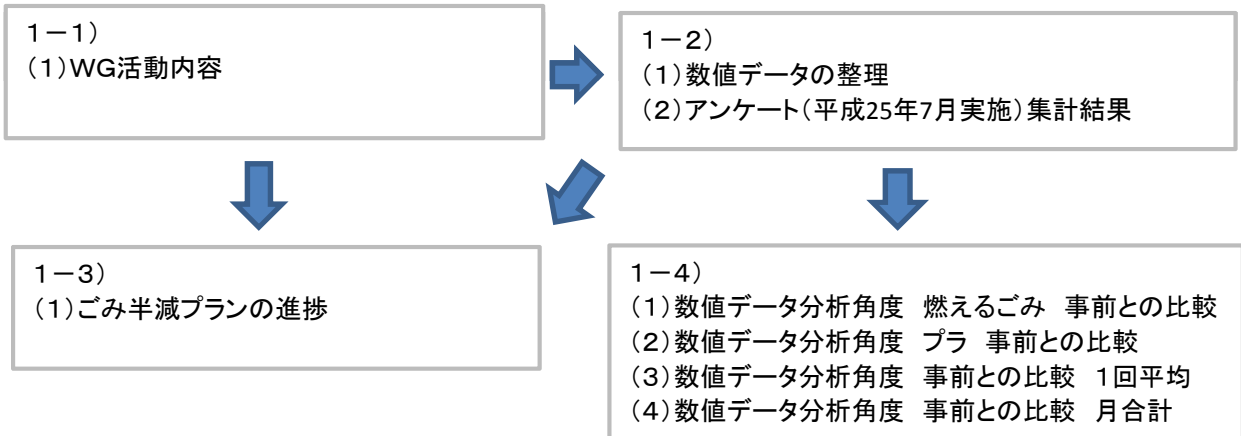 1－1）
（1）WG活動内容
1－2）
（1）数値データの整理
（2）アンケート（平成25年7月実施）集計結果
1－3）
（1）ごみ半減プランの進捗
1－4）
（1）数値データ分析角度　燃えるごみ　事前との比較
（2）数値データ分析角度　プラ　事前との比較
（3）数値データ分析角度　事前との比較　1回平均
（4）数値データ分析角度　事前との比較　月合計